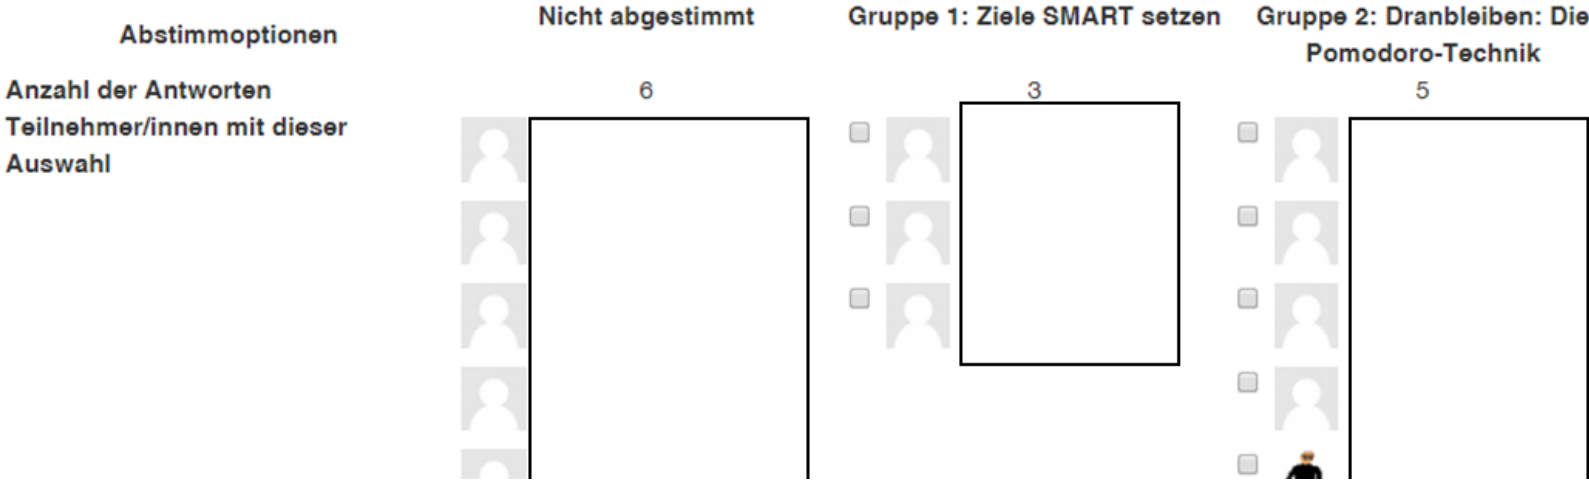 Abstimmoptionen
Nicht abgestimmt
Gruppe 1: Ziele SMART setzen
Gruppe 2: Dranbleiben: Die
Pomodoro-Technik
Anzahl der Antworten
6
3
5
Teilnehmer/innen mit dieser
Auswahl